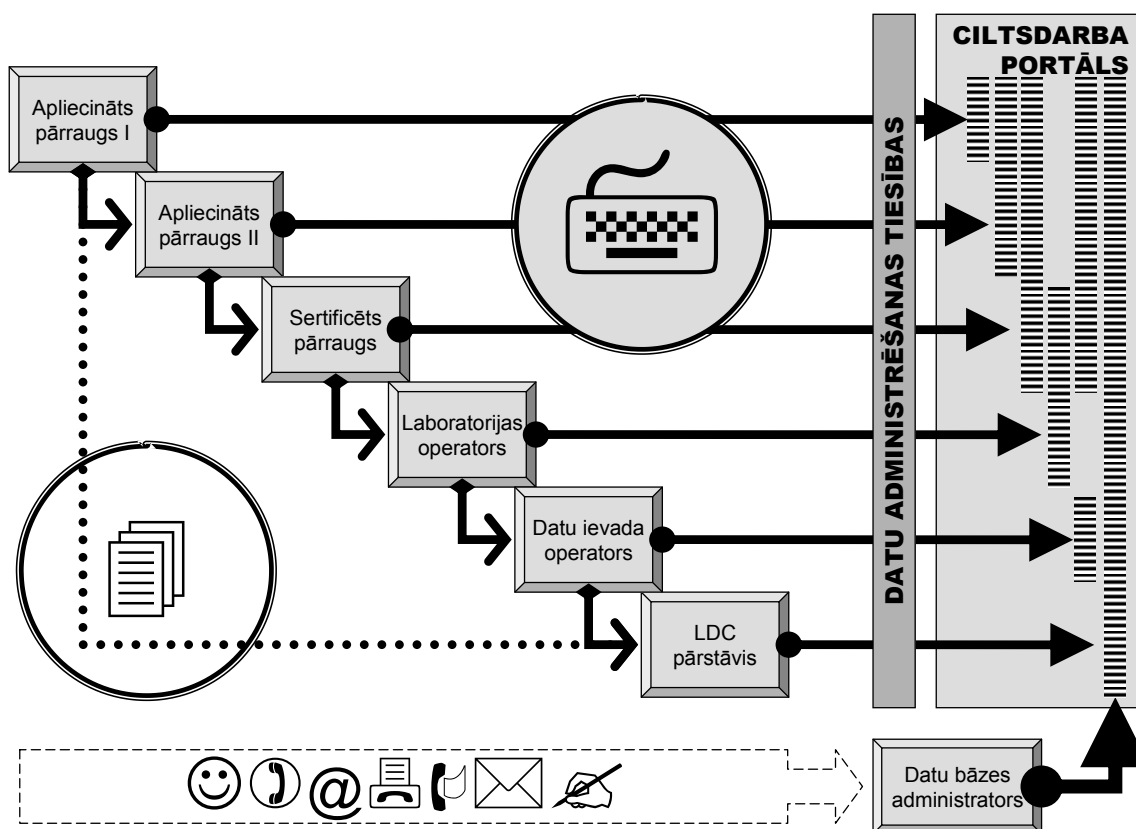 CILTSDARBA
PORTĀLS
Apliecināts
pārraugs I
Apliecināts
pārraugs II
Sertificēts
pārraugs
Laboratorijas
operators
Datu ievada
operators
LDC
pārstāvis
DATU ADMINISTRĒŠANAS TIESĪBAS
@
Datu bāzes
administrators